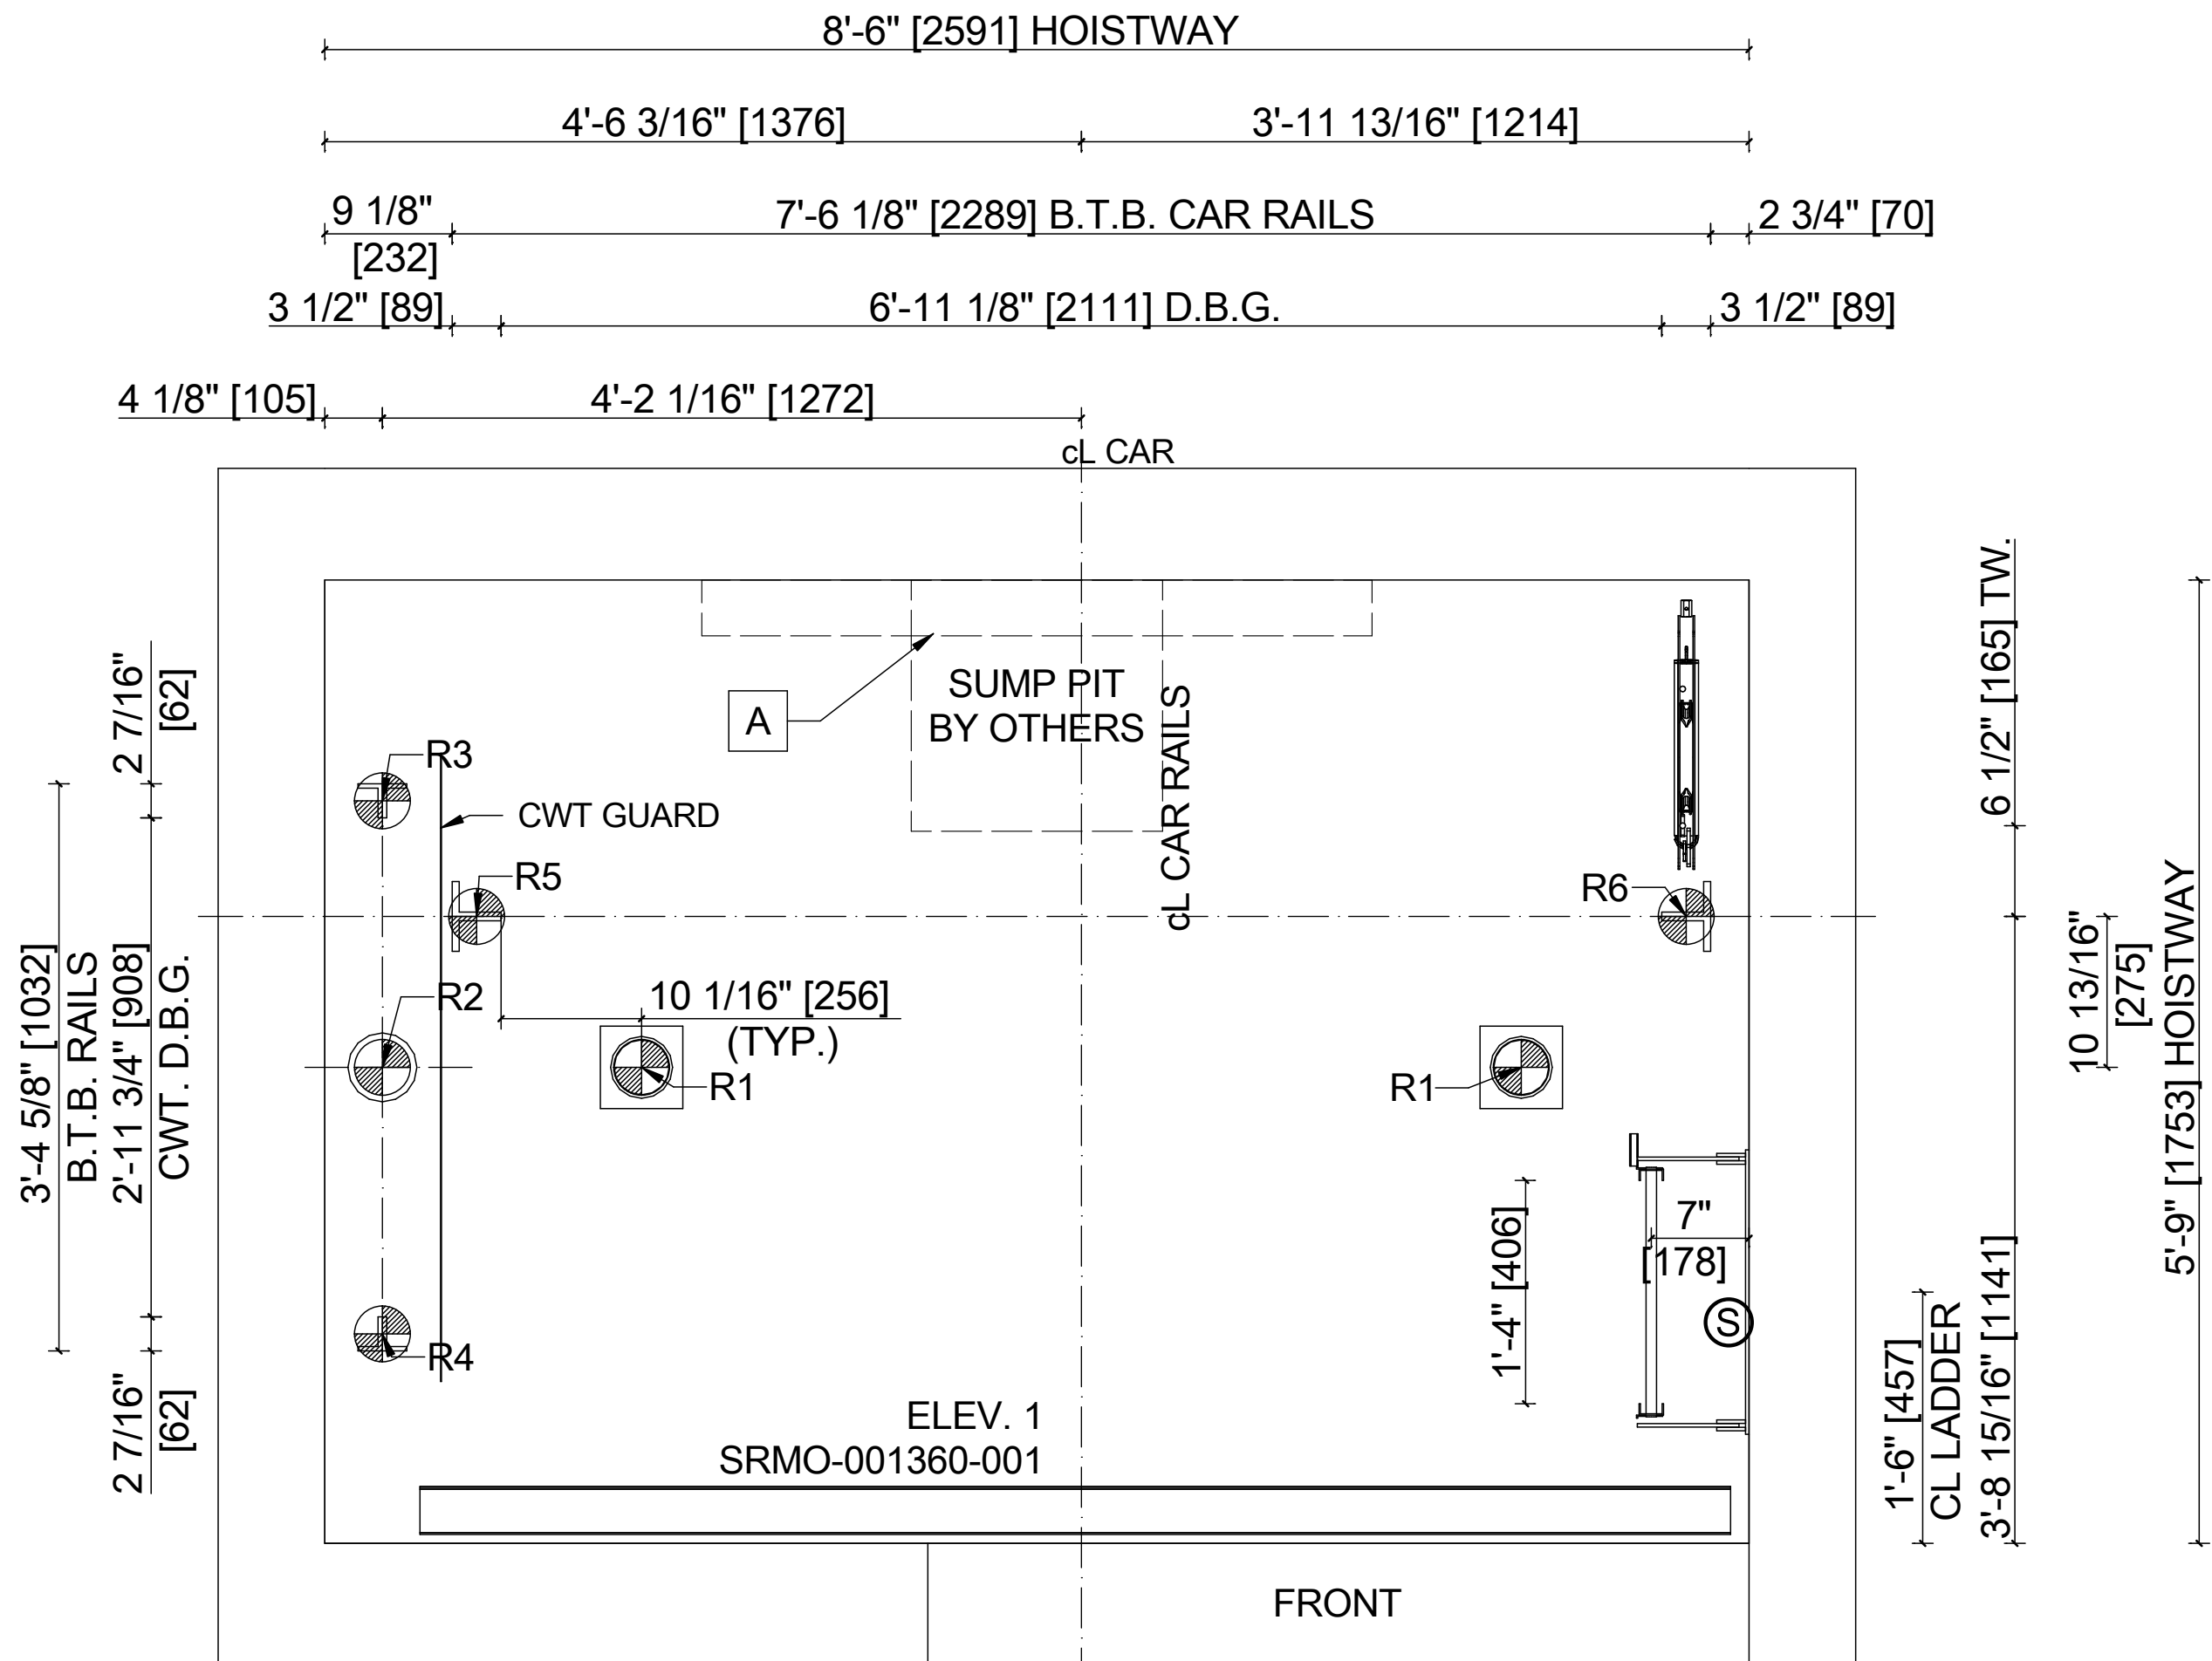 8'-6" [2591] HOISTWAY
4'-6 3/16" [1376]
3'-11 13/16" [1214]
9 1/8"
[232]
7'-6 1/8" [2289] B.T.B. CAR RAILS
2 3/4" [70]
3 1/2" [89]
6'-11 1/8" [2111] D.B.G.
3 1/2" [89]
4 1/8" [105]
4'-2 1/16" [1272]
cL CAR
SUMP PIT
BY OTHERS
A
cL CAR RAILS
R3
CWT GUARD
R5
R6
R2
10 1/16" [256]
(TYP.)
R1
R1
R4
2 7/16"
[62]
3'-4 5/8" [1032]
B.T.B. RAILS
2'-11 3/4" [908]
CWT. D.B.G.
2 7/16"
[62]
1'-4" [406]
7"
[178]
S
ELEV. 1
SRMO-001360-001
FRONT
6 1/2" [165] TW.
10 13/16"
[275]
5'-9" [1753] HOISTWAY
1'-6" [457]
CL LADDER
3'-8 15/16" [1141]